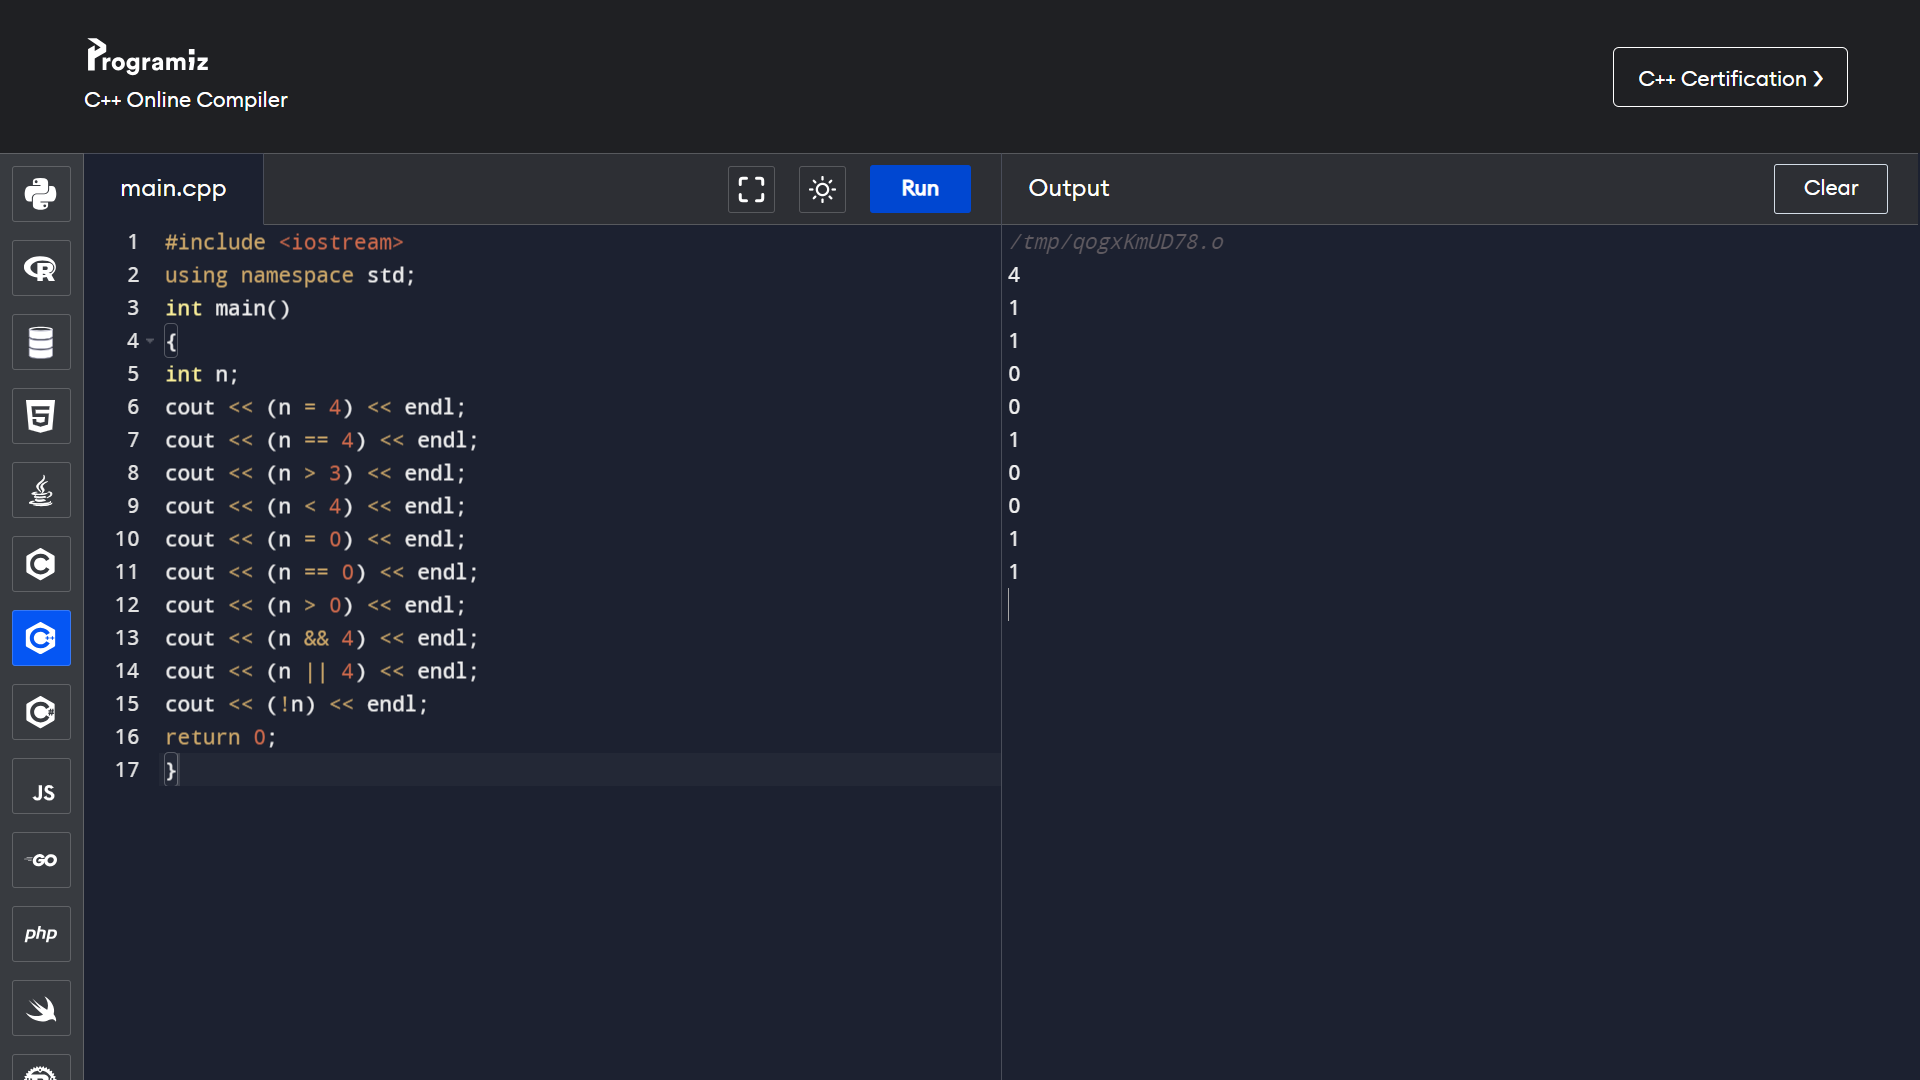 Programiz
C++ Online Compiler
C++ Certification ❯
main.cpp
Run
Output
Clear
1 #include <iostream>
2 using namespace std;
3 int main()
4 {
5 int n;
6 cout << (n = 4) << endl;
7 cout << (n == 4) << endl;
8 cout << (n > 3) << endl;
9 cout << (n < 4) << endl;
10 cout << (n = 0) << endl;
11 cout << (n == 0) << endl;
12 cout << (n > 0) << endl;
13 cout << (n && 4) << endl;
14 cout << (n || 4) << endl;
15 cout << (!n) << endl;
16 return 0;
17 }
/tmp/qogxKmUD78.o
4
1
1
0
0
1
0
0
1
1
R
5
C
C++
C#
JS
GO
php